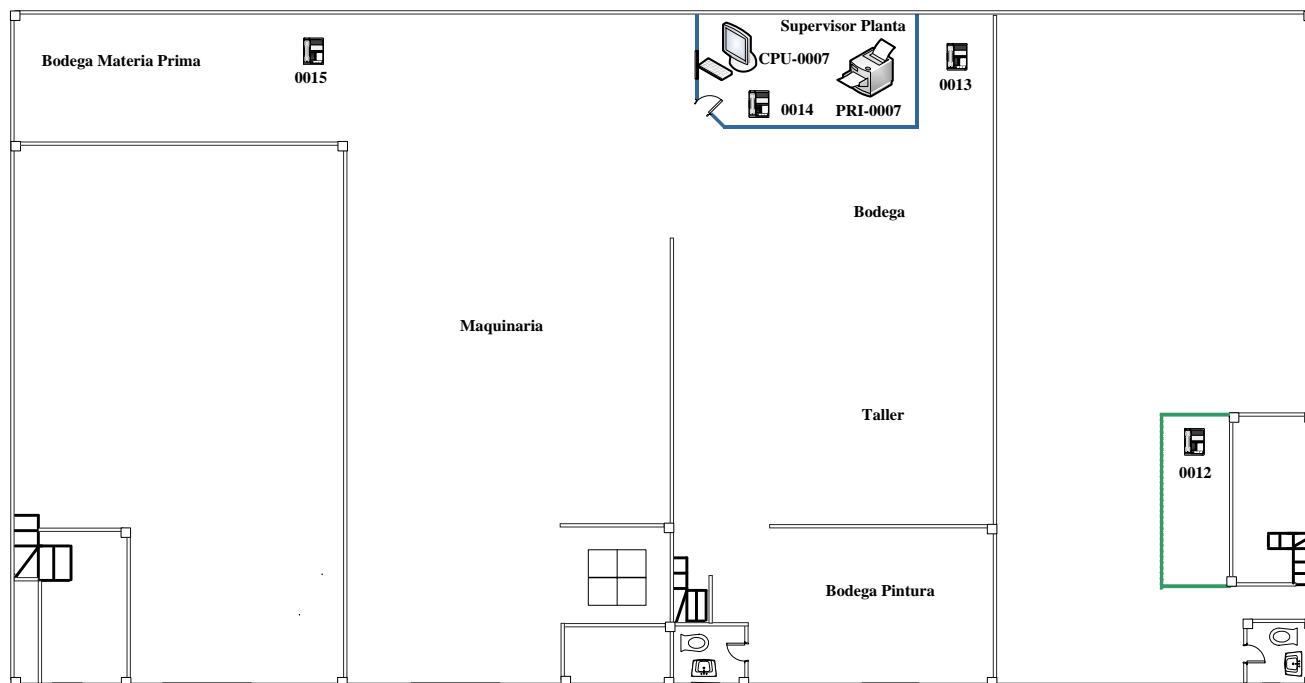 Supervisor Planta
Bodega Materia Prima
CPU-0007
0015
0013
0014
PRI-0007
Bodega
Maquinaria
Taller
0012
Bodega Pintura